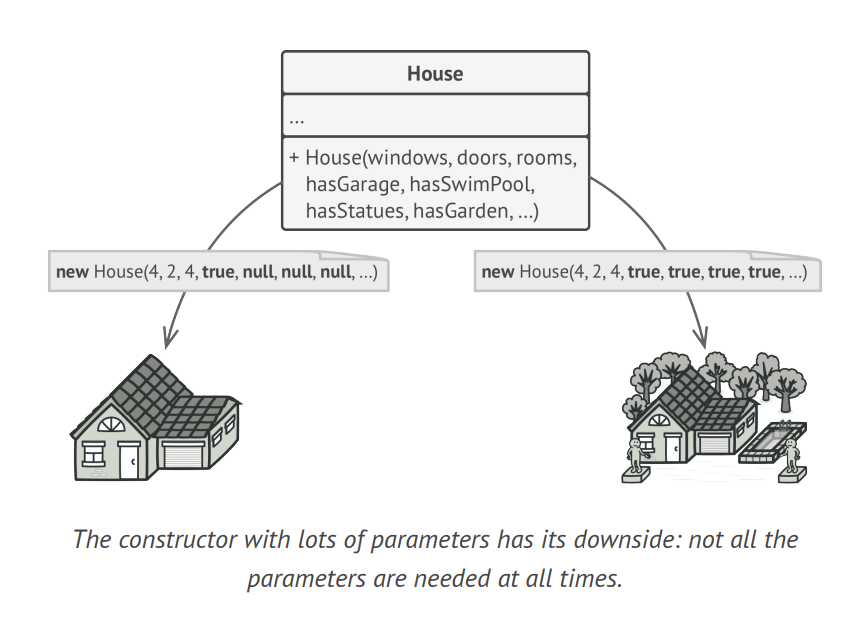 House
...
+ House(windows, doors, rooms,
hasGarage, hasSwimPool,
hasStatues, hasGarden, ...)
new House(4, 2, 4, true, null, null, null, ...)
new House(4, 2, 4, true, true, true, true, ...)
The constructor with lots of parameters has its downside: not all the
parameters are needed at all times.